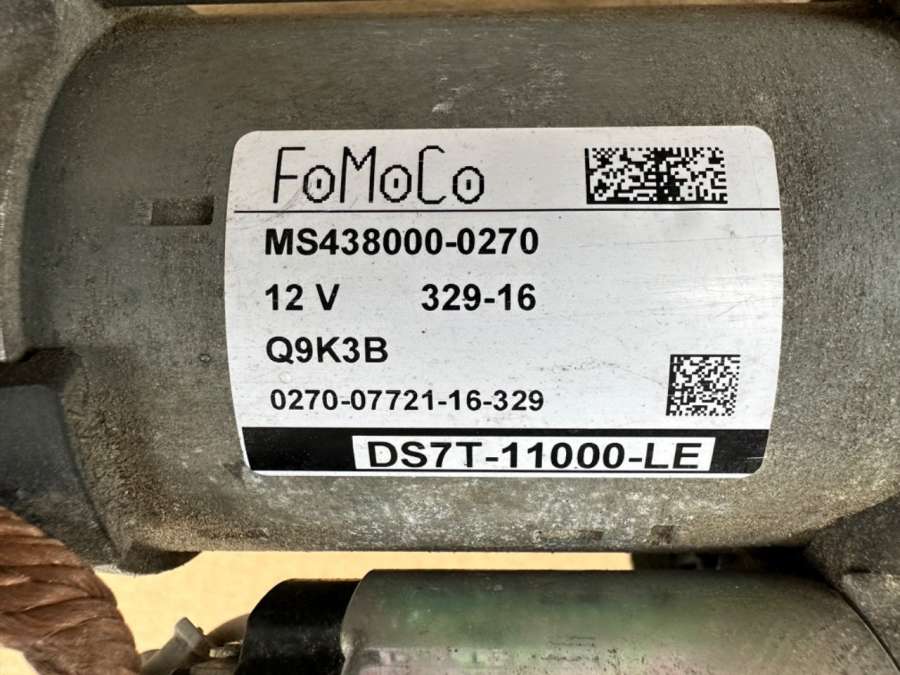 FoMoCo
MS438000-0270
12 V 329-16
Q9K3B
0270-07721-16-329
DS7T-11000-LE